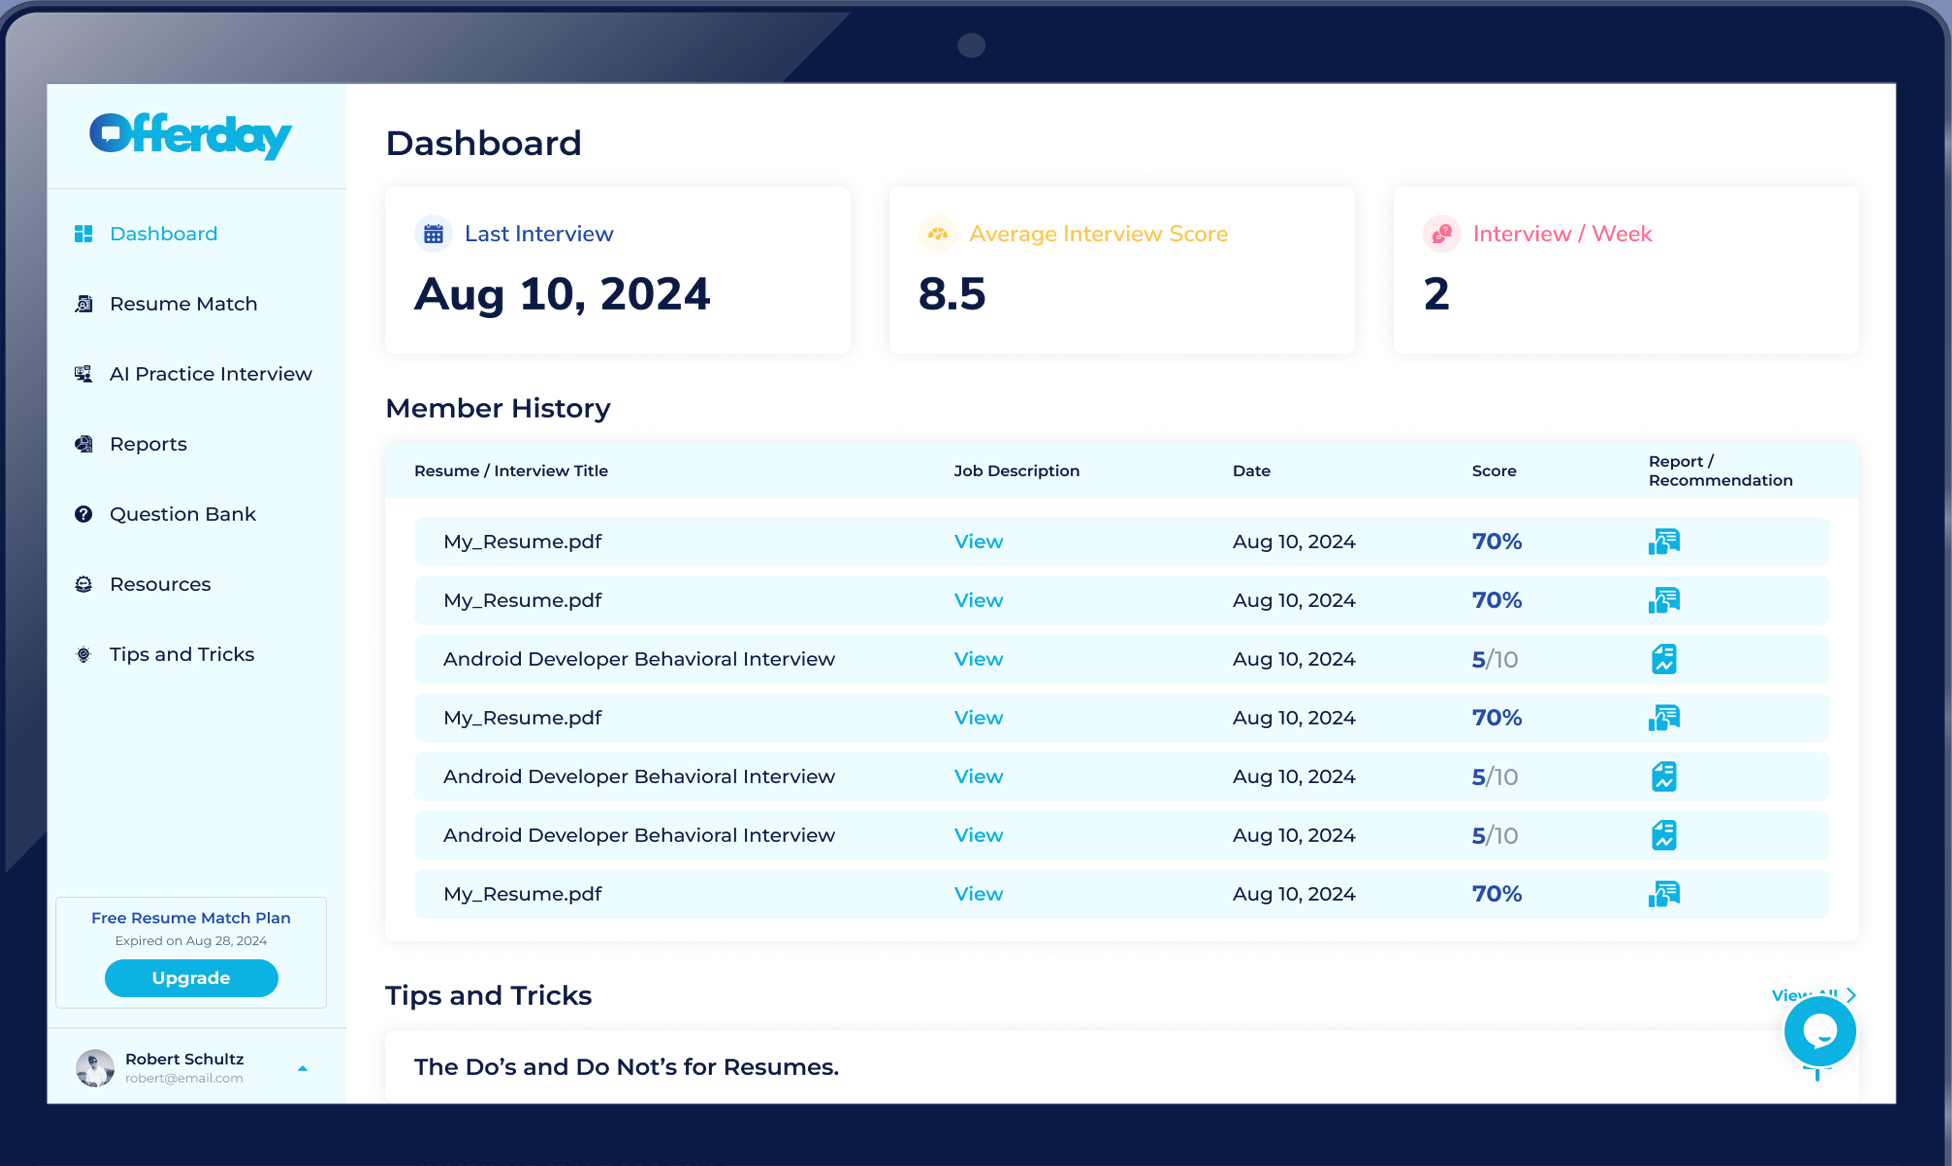 Offerday
Dashboard
Resume Match
AI Practice Interview
Reports
Question Bank
Resources
Tips and Tricks
Free Resume Match Plan
Expired on Aug 28, 2024
Upgrade
Robert Schultz
robert@email.com
Dashboard
Last Interview
Aug 10, 2024
Average Interview Score
8.5
Interview / Week
2
Member History
Resume / Interview Title Job Description Date Score Report / Recommendation
My_Resume.pdf View Aug 10, 2024 70%
My_Resume.pdf View Aug 10, 2024 70%
Android Developer Behavioral Interview View Aug 10, 2024 5/10
My_Resume.pdf View Aug 10, 2024 70%
Android Developer Behavioral Interview View Aug 10, 2024 5/10
Android Developer Behavioral Interview View Aug 10, 2024 5/10
My_Resume.pdf View Aug 10, 2024 70%
Tips and Tricks
View All
The Do’s and Do Not’s for Resumes.